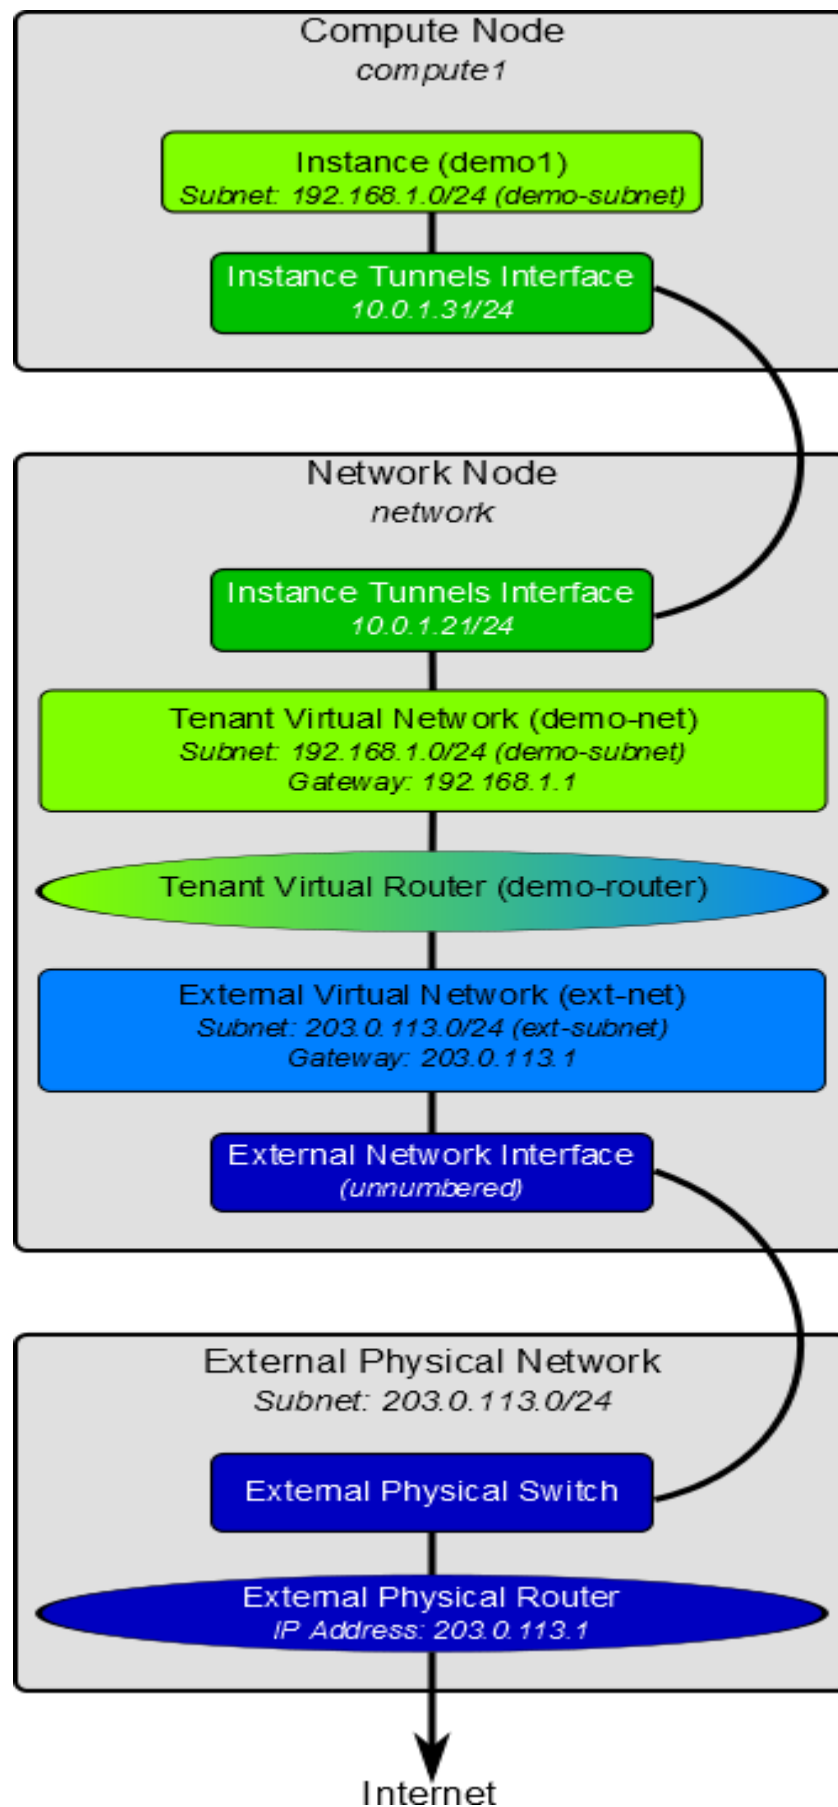 Compute Node
compute1
Instance (demo1)
Subnet: 192.168.1.0/24 (demo-subnet)
Instance Tunnels Interface
10.0.1.31/24
Network Node
network
Instance Tunnels Interface
10.0.1.21/24
Tenant Virtual Network (demo-net)
Subnet: 192.168.1.0/24 (demo-subnet)
Gateway: 192.168.1.1
Tenant Virtual Router (demo-router)
External Virtual Network (ext-net)
Subnet: 203.0.113.0/24 (ext-subnet)
Gateway: 203.0.113.1
External Network Interface
(unnumbered)
External Physical Network
Subnet: 203.0.113.0/24
External Physical Switch
External Physical Router
IP Address: 203.0.113.1
Internet